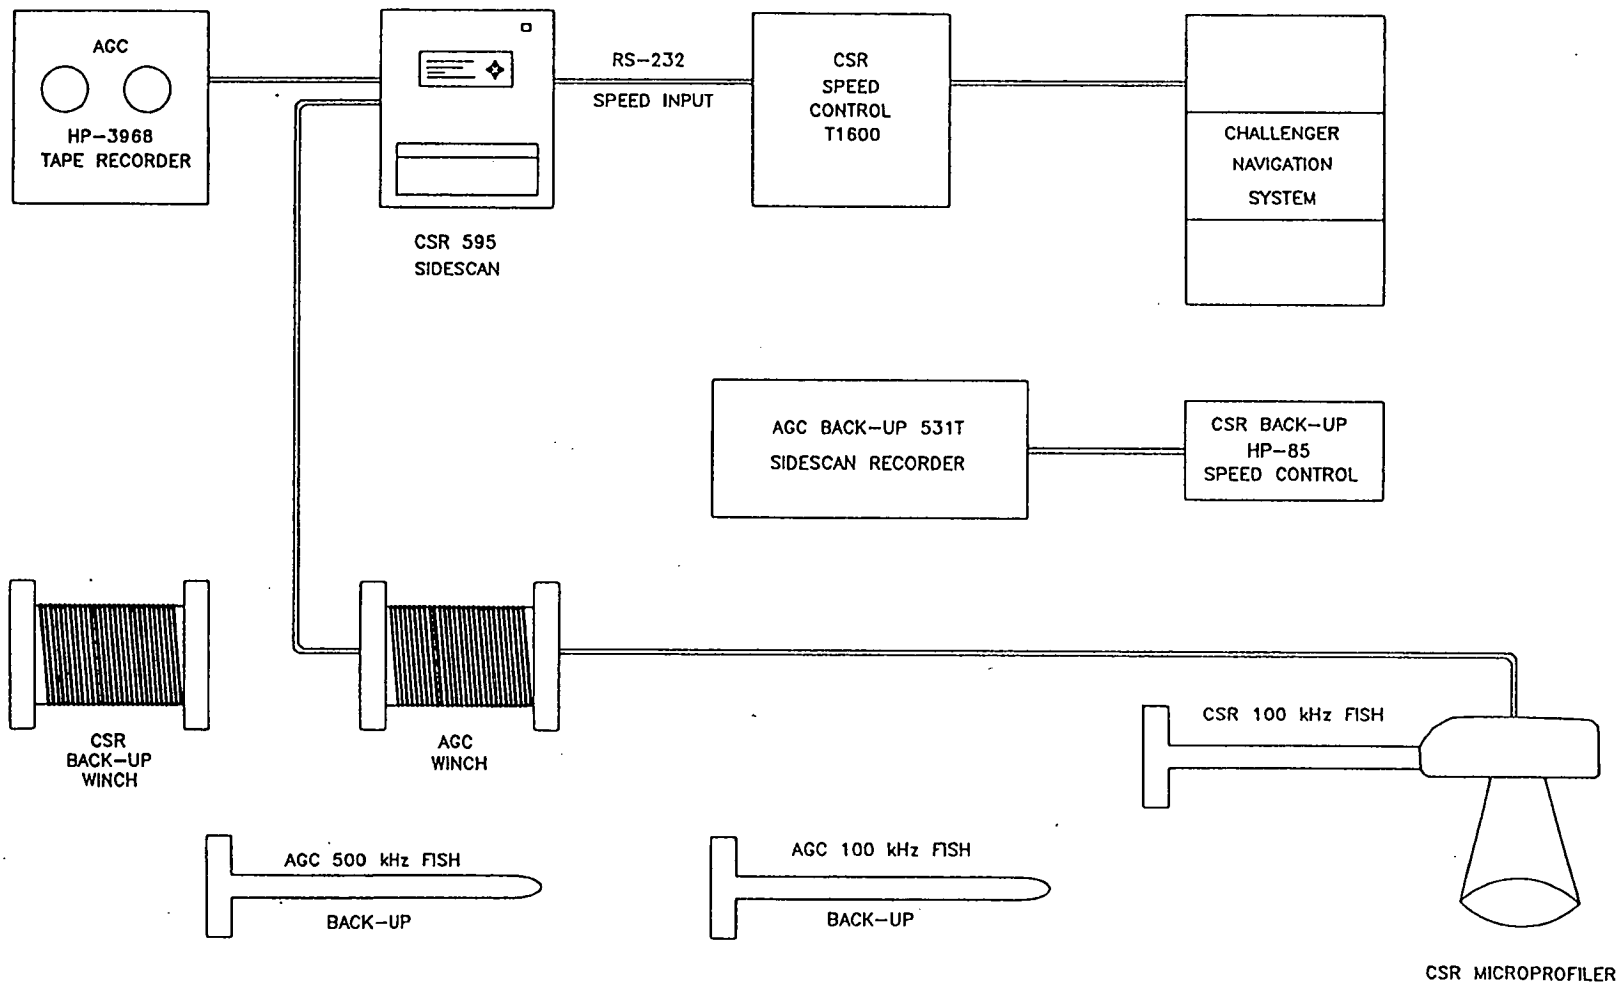 AGC
HP-3968
TAPE RECORDER
CSR 595
SIDESCAN
RS-232
SPEED INPUT
CSR
SPEED
CONTROL
T1600
CHALLENGER
NAVIGATION
SYSTEM
AGC BACK-UP 531T
SIDESCAN RECORDER
CSR BACK-UP
HP-85
SPEED CONTROL
CSR
BACK-UP
WINCH
AGC
WINCH
CSR 100 kHz FISH
AGC 500 kHz FISH
BACK-UP
AGC 100 kHz FISH
BACK-UP
CSR MICROPROFILER